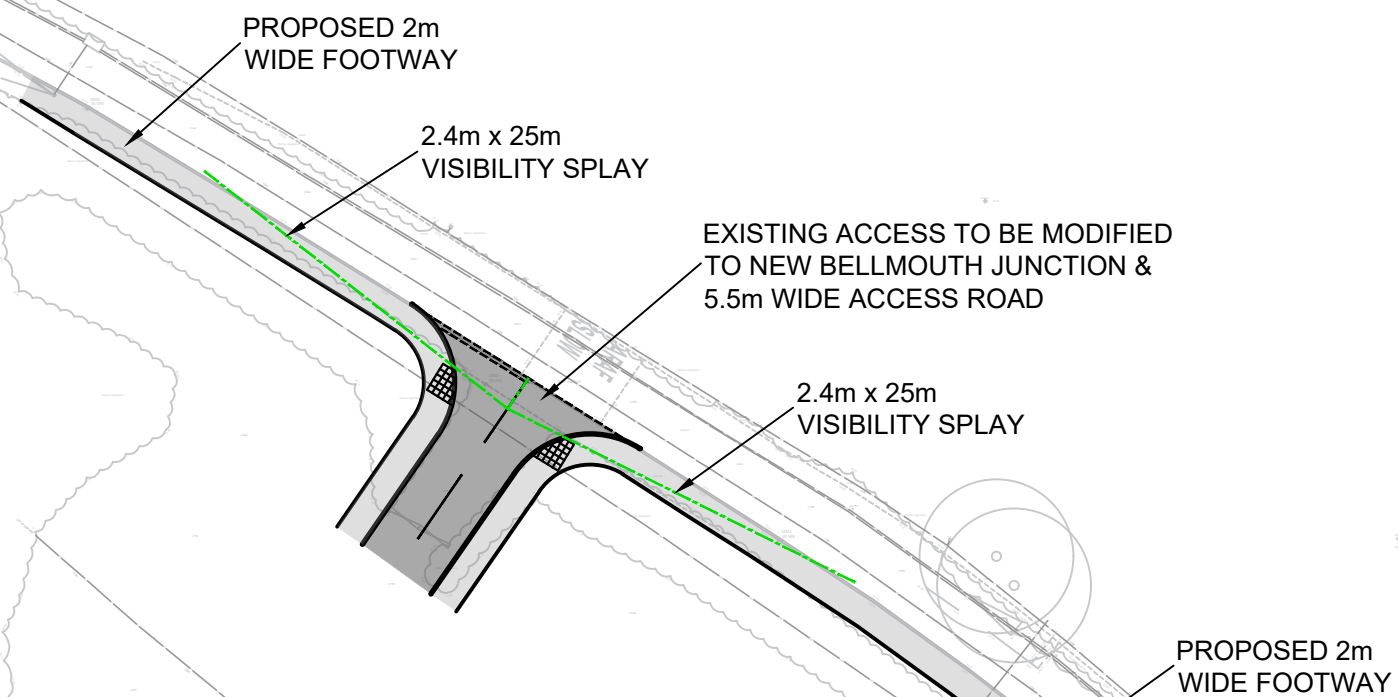 PROPOSED 2m
WIDE FOOTWAY
2.4m x 25m
VISIBILITY SPLAY
EXISTING ACCESS TO BE MODIFIED
TO NEW BELLMOUTH JUNCTION &
5.5m WIDE ACCESS ROAD
SLOW
2.4m x 25m
VISIBILITY SPLAY
PROPOSED 2m
WIDE FOOTWAY